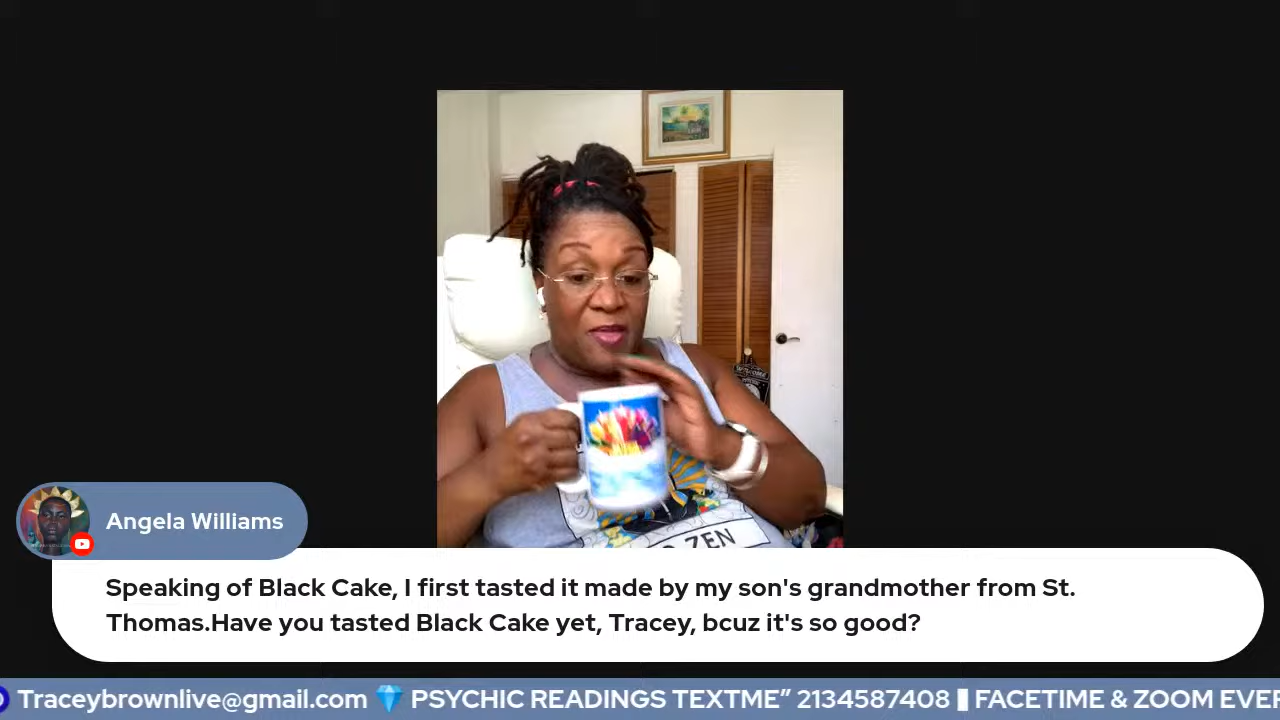 ZEN
Angela Williams
Speaking of Black Cake, I first tasted it made by my son's grandmother from St.
Thomas.Have you tasted Black Cake yet, Tracey, bcuz it's so good?
Traceybrownlive@gmail.com 💎 PSYCHIC READINGS TEXTME” 2134587408 ▮ FACETIME & ZOOM EVER